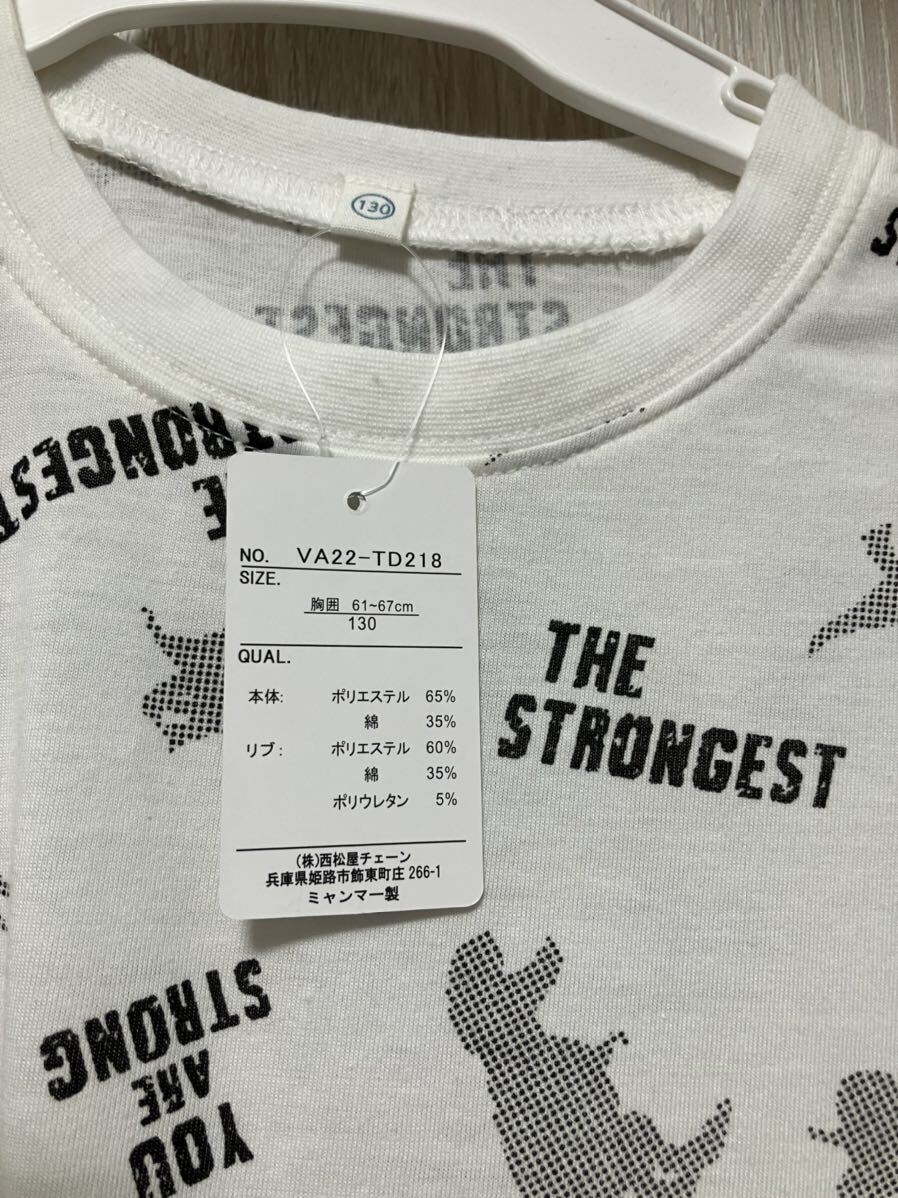 130
THE
STRONGEST
STRONGEST
NO. VA22-TD218
SIZE.
胸囲 61~67cm
130
QUAL.
本体: ポリエステル 65%
綿 35%
リブ: ポリエステル 60%
綿 35%
ポリウレタン 5%
(株)西松屋チェーン
兵庫県姫路市飾東町庄 266-1
ミャンマー製
THE
STRONGEST
YOU
ARE
STRONG